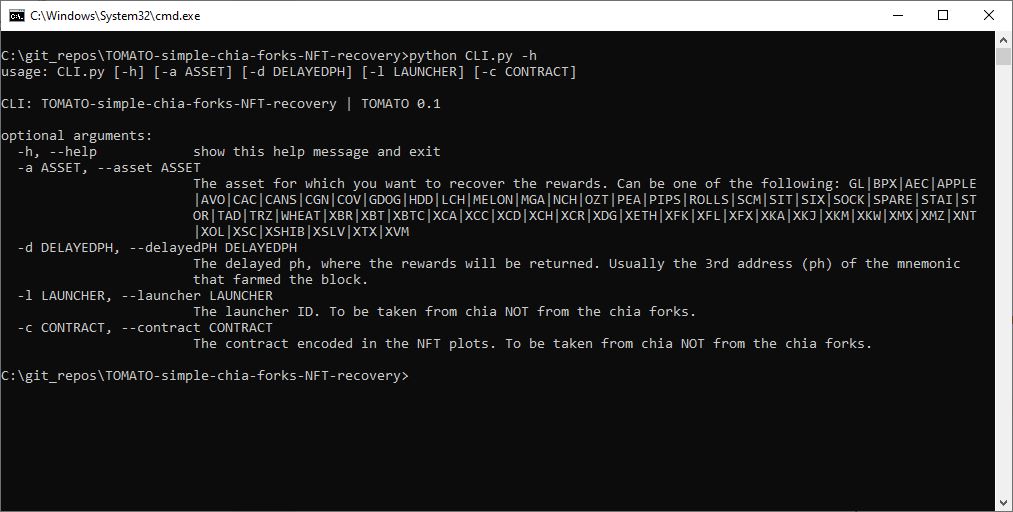 C:\Windows\System32\cmd.exe
C:\git_repos\TOMATO-simple-chia-forks-NFT-recovery>python CLI.py -h
usage: CLI.py [-h] [-a ASSET] [-d DELAYEDPH] [-l LAUNCHER] [-c CONTRACT]
CLI: TOMATO-simple-chia-forks-NFT-recovery | TOMATO 0.1
optional arguments:
-h, --help            show this help message and exit
-a ASSET, --asset ASSET
The asset for which you want to recover the rewards. Can be one of the following: GL|BPX|AEC|APPLE
|AVO|CAC|CANS|CGN|COV|GDOG|HDD|LCH|MELON|MGA|NCH|OZT|PEA|PIPS|ROLLS|SCM|SIT|SIX|SOCK|SPARE|STAI|ST
OR|TAD|TRZ|WHEAT|XBR|XBT|XBTC|XCA|XCC|XCD|XCH|XCR|XDG|XETH|XFK|XFL|XFX|XKA|XKJ|XKM|XKW|XMX|XMZ|XNT
|XOL|XSC|XSHIB|XSLV|XTX|XVM
-d DELAYEDPH, --delayedPH DELAYEDPH
The delayed ph, where the rewards will be returned. Usually the 3rd address (ph) of the mnemonic
that farmed the block.
-l LAUNCHER, --launcher LAUNCHER
The launcher ID. To be taken from chia NOT from the chia forks.
-c CONTRACT, --contract CONTRACT
The contract encoded in the NFT plots. To be taken from chia NOT from the chia forks.
C:\git_repos\TOMATO-simple-chia-forks-NFT-recovery>